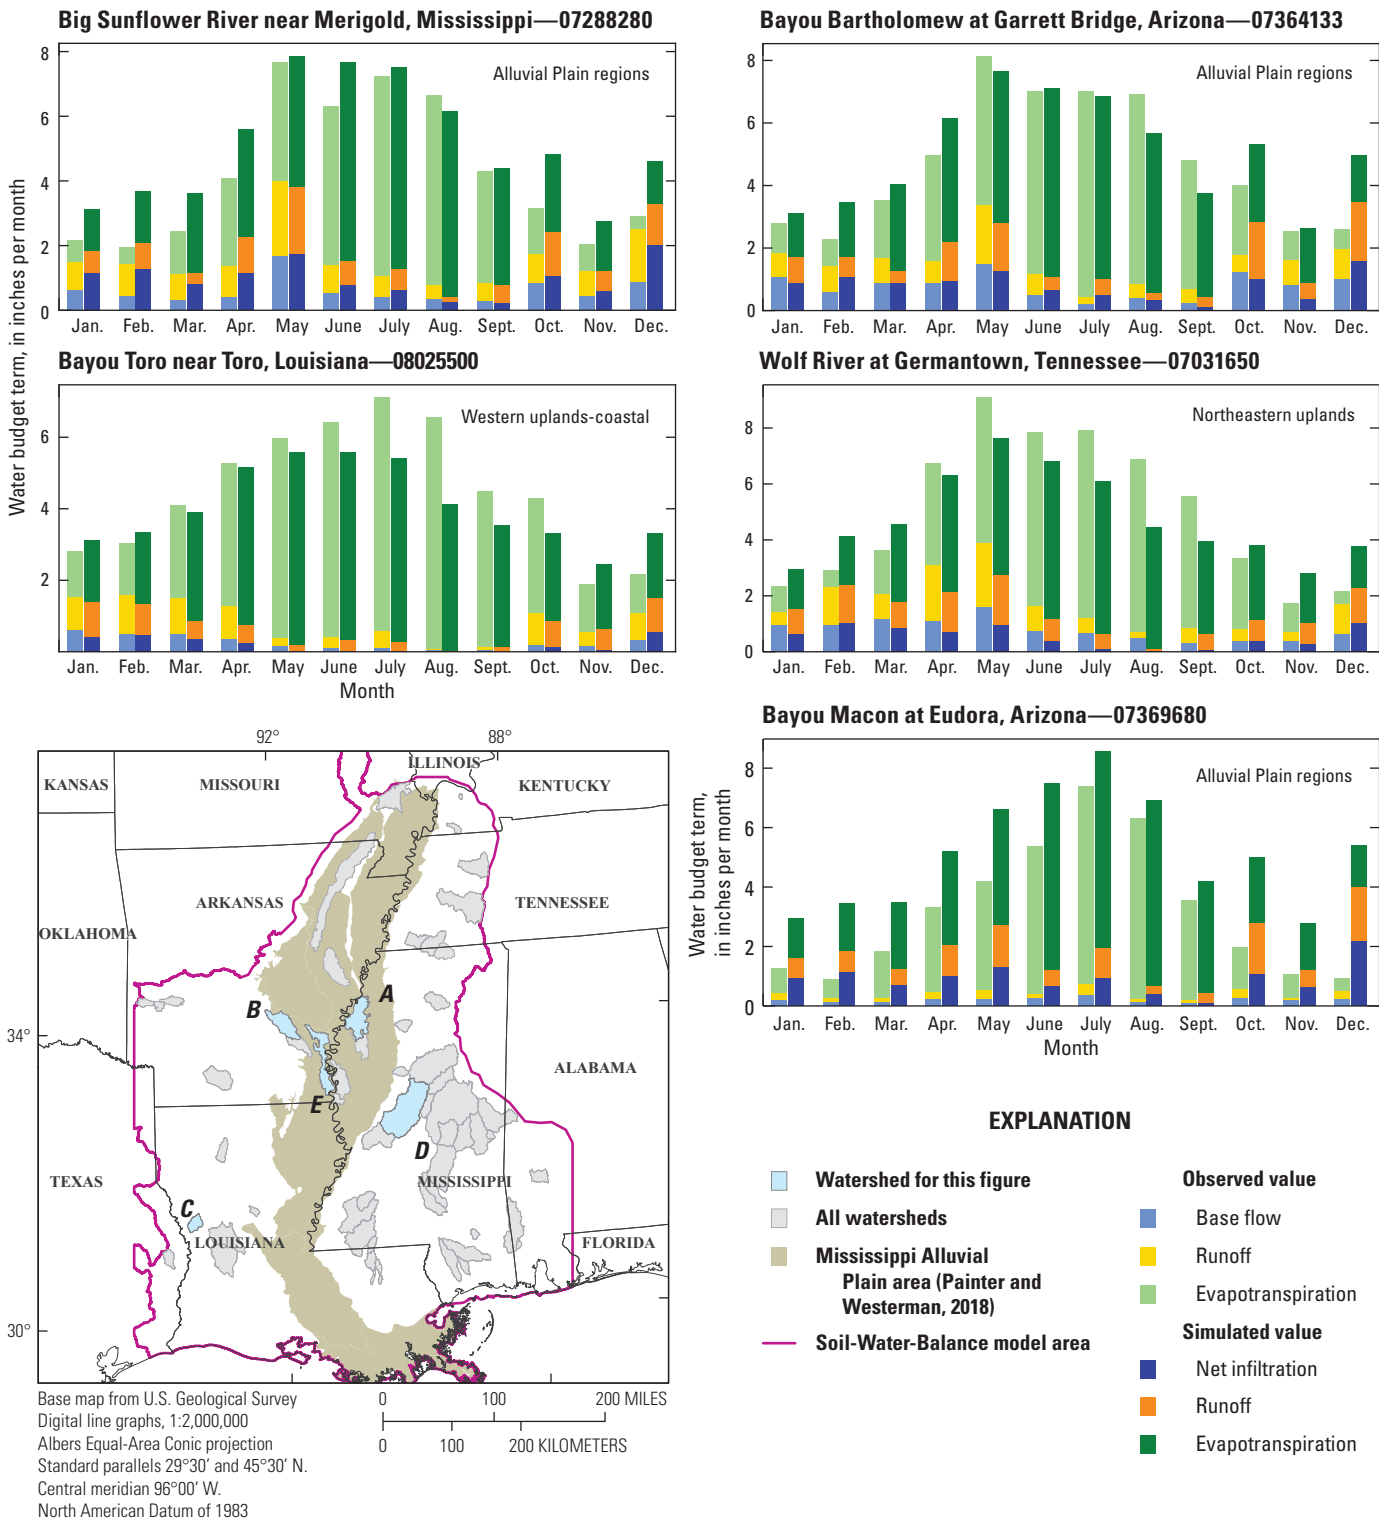 Big Sunflower River near Merigold, Mississippi—07288280
Alluvial Plain regions
8
6
4
2
0
Jan. Feb. Mar. Apr. May June July Aug. Sept. Oct. Nov. Dec.
Bayou Bartholomew at Garrett Bridge, Arizona—07364133
Alluvial Plain regions
8
6
4
2
0
Jan. Feb. Mar. Apr. May June July Aug. Sept. Oct. Nov. Dec.
Water budget term, in inches per month
Bayou Toro near Toro, Louisiana—08025500
Western uplands-coastal
6
4
2
Jan. Feb. Mar. Apr. May June July Aug. Sept. Oct. Nov. Dec.
Month
Wolf River at Germantown, Tennessee—07031650
Northeastern uplands
8
6
4
2
0
Jan. Feb. Mar. Apr. May June July Aug. Sept. Oct. Nov. Dec.
Bayou Macon at Eudora, Arizona—07369680
Alluvial Plain regions
Water budget term,
in inches per month
8
6
4
2
0
Jan. Feb. Mar. Apr. May June July Aug. Sept. Oct. Nov. Dec.
Month
92° 88°
ILLINOIS
KANSAS MISSOURI KENTUCKY
ARKANSAS TENNESSEE
OKLAHOMA
A
B
34°
ALABAMA
E
D
TEXAS MISSISSIPPI
C
LOUISIANA FLORIDA
30°
Base map from U.S. Geological Survey
Digital line graphs, 1:2,000,000
Albers Equal-Area Conic projection
Standard parallels 29°30′ and 45°30′ N.
Central meridian 96°00′ W.
North American Datum of 1983
0 100 200 MILES
0 100 200 KILOMETERS
EXPLANATION
Watershed for this figure
All watersheds
Mississippi Alluvial
Plain area (Painter and
Westerman, 2018)
Soil-Water-Balance model area
Observed value
Base flow
Runoff
Evapotranspiration
Simulated value
Net infiltration
Runoff
Evapotranspiration